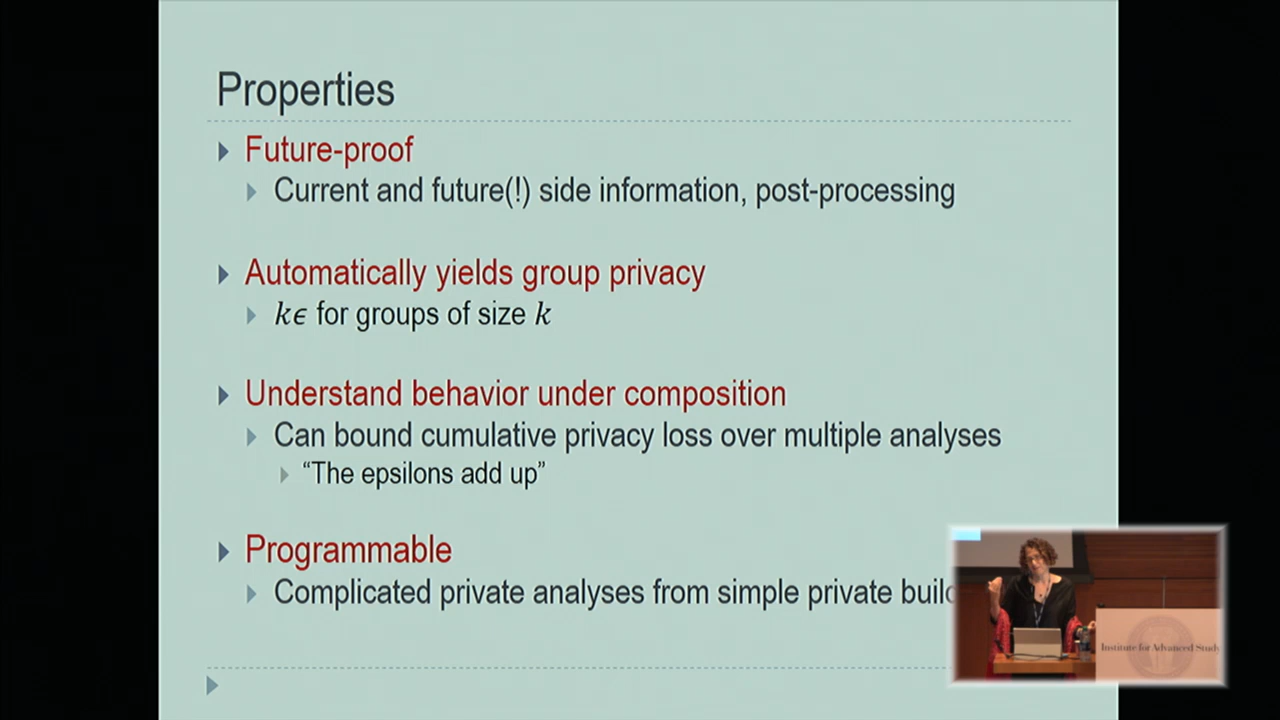 Properties
Future-proof
Current and future(!) side information, post-processing
Automatically yields group privacy
kϵ for groups of size k
Understand behavior under composition
Can bound cumulative privacy loss over multiple analyses
“The epsilons add up”
Programmable
Complicated private analyses from simple private
Institute for Advanced Study